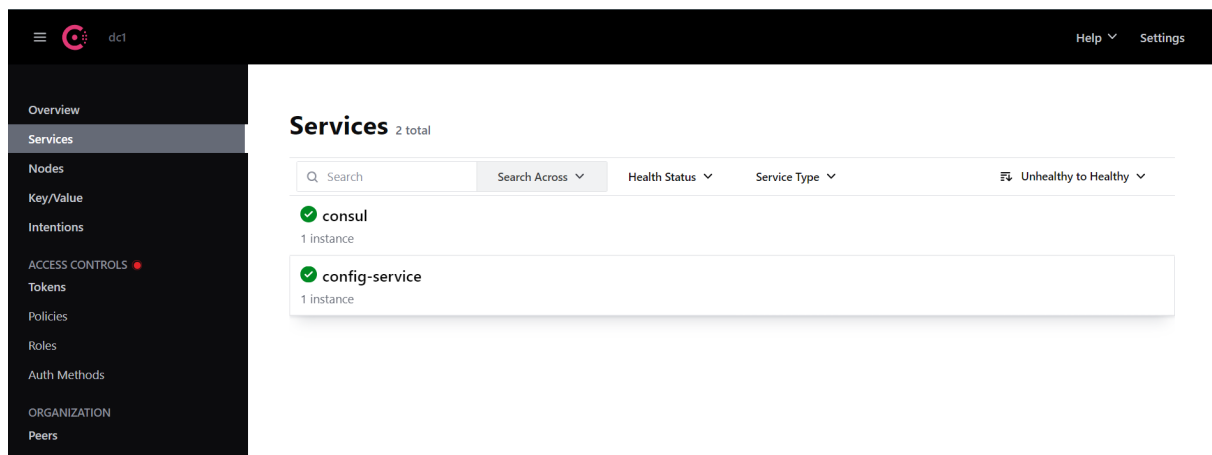 dc1
Help
Settings
Overview
Services
Nodes
Key/Value
Intentions
ACCESS CONTROLS
Tokens
Policies
Roles
Auth Methods
ORGANIZATION
Peers
Services 2 total
Search
Search Across
Health Status
Service Type
Unhealthy to Healthy
consul
1 instance
config-service
1 instance